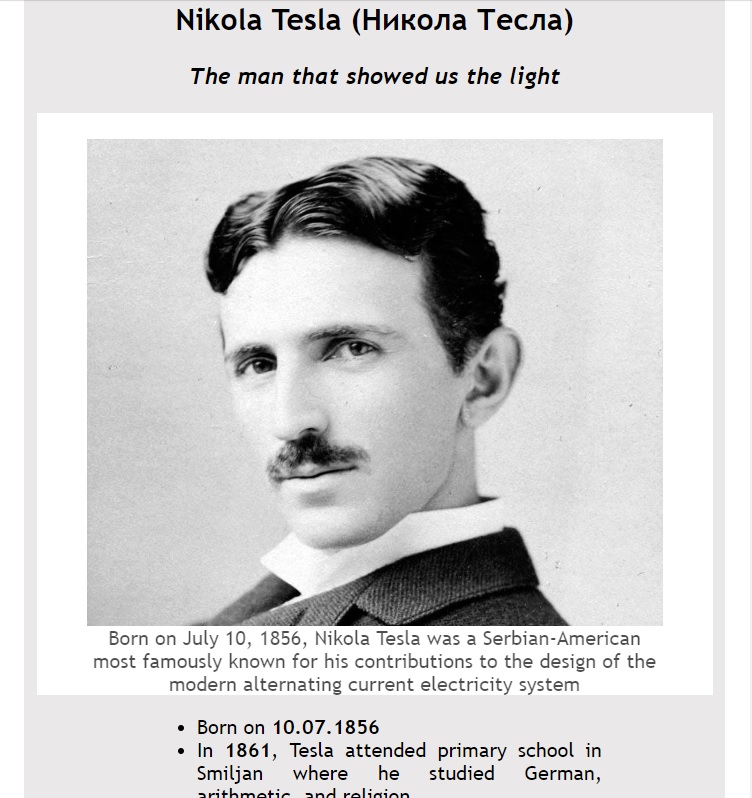 Nikola Tesla (Никола Тесла)
The man that showed us the light
Born on July 10, 1856, Nikola Tesla was a Serbian-American
most famously known for his contributions to the design of the
modern alternating current electricity system
• Born on 10.07.1856
• In 1861, Tesla attended primary school in
Smiljan where he studied German,
arithmetic, and religion